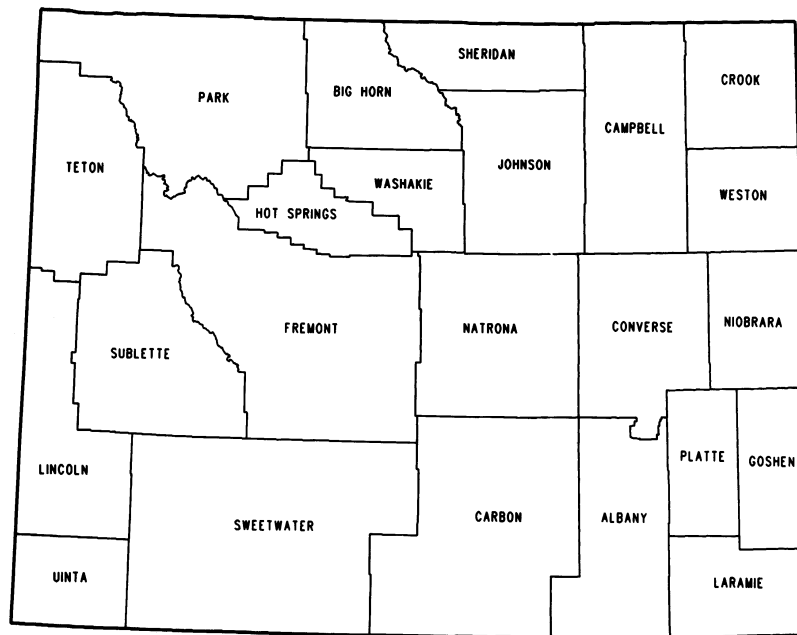 SHERIDAN
CROOK
BIG HORN
PARK
CAMPBELL
JOHNSON
TETON
WASHAKIE
WESTON
HOT SPRINGS
FREMONT
NATRONA
CONVERSE
NIOBRARA
SUBLETTE
PLATTE
GOSHEN
LINCOLN
SWEETWATER
CARBON
ALBANY
UINTA
LARAMIE